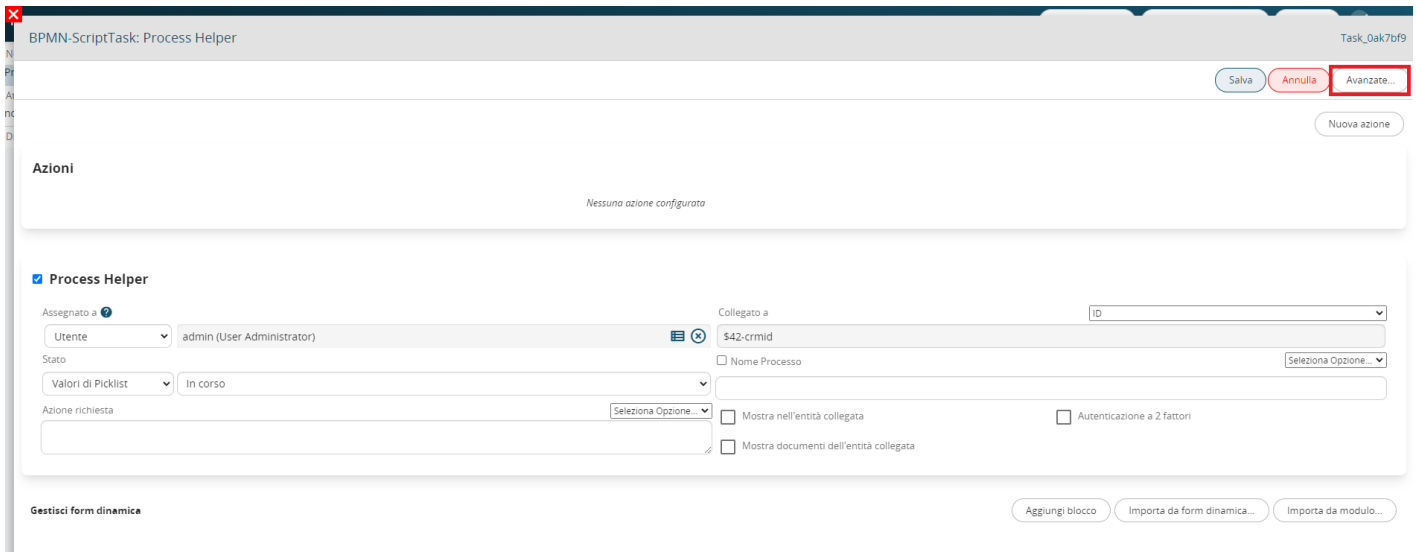 BPMN-ScriptTask: Process Helper
Task_0ak7bf9
Salva
Annulla
Avanzate...
Nuova azione
Azioni
Nessuna azione configurata
Process Helper
Assegnato a
Collegato a
ID
Utente
admin (User Administrator)
$42-crmid
Stato
Nome Processo
Seleziona Opzione...
Valori di Picklist
In corso
Azione richiesta
Seleziona Opzione...
Mostra nell'entità collegata
Autenticazione a 2 fattori
Mostra documenti dell'entità collegata
Gestisci form dinamica
Aggiungi blocco
Importa da form dinamica...
Importa da modulo...